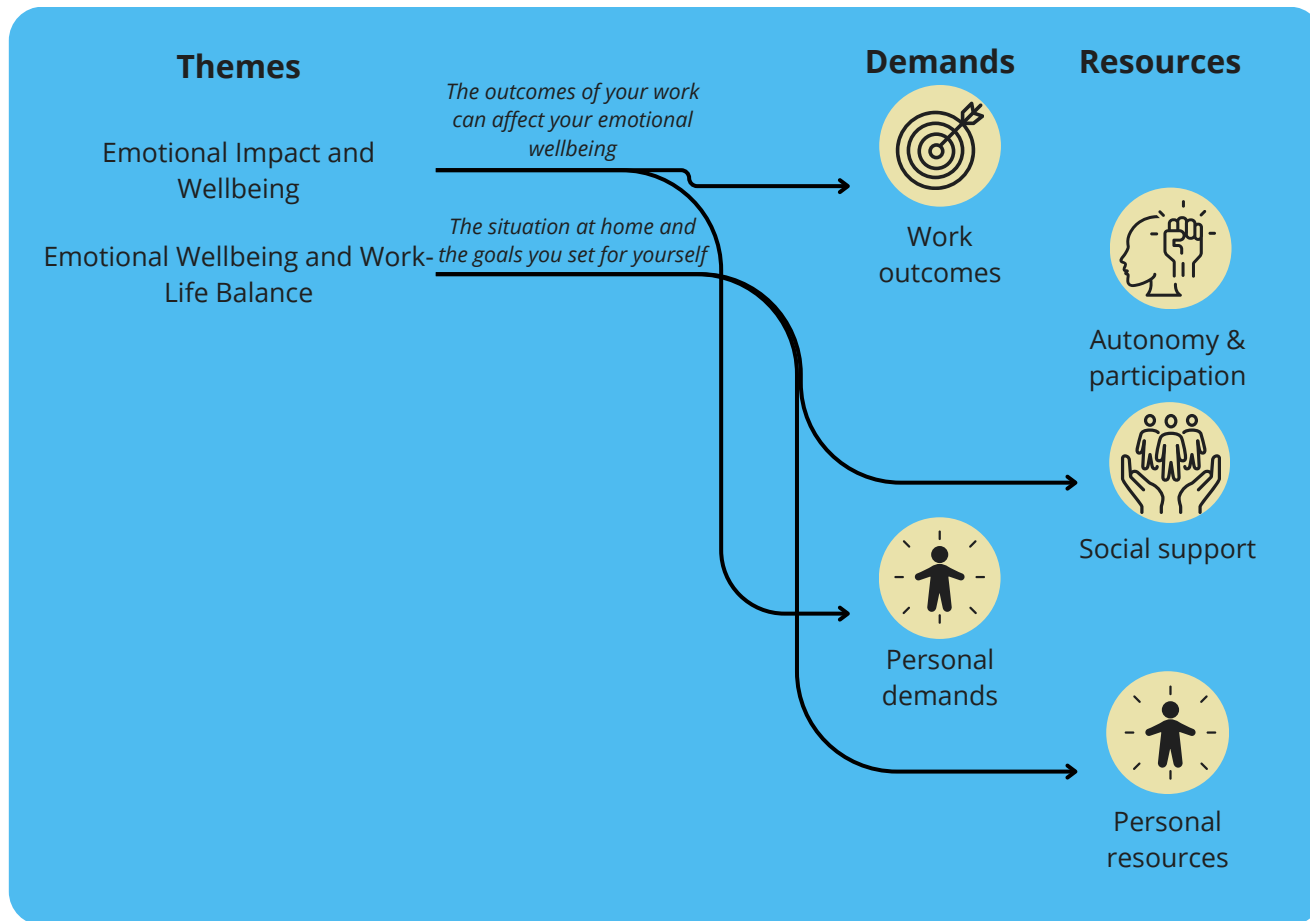 Themes
Demands
Resources
The outcomes of your work
can affect your emotional
wellbeing
Emotional Impact and
Wellbeing
The situation at home and
the goals you set for yourself
Emotional Wellbeing and Work-
Life Balance
Work
outcomes
Autonomy &
participation
Social support
Personal
demands
Personal
resources